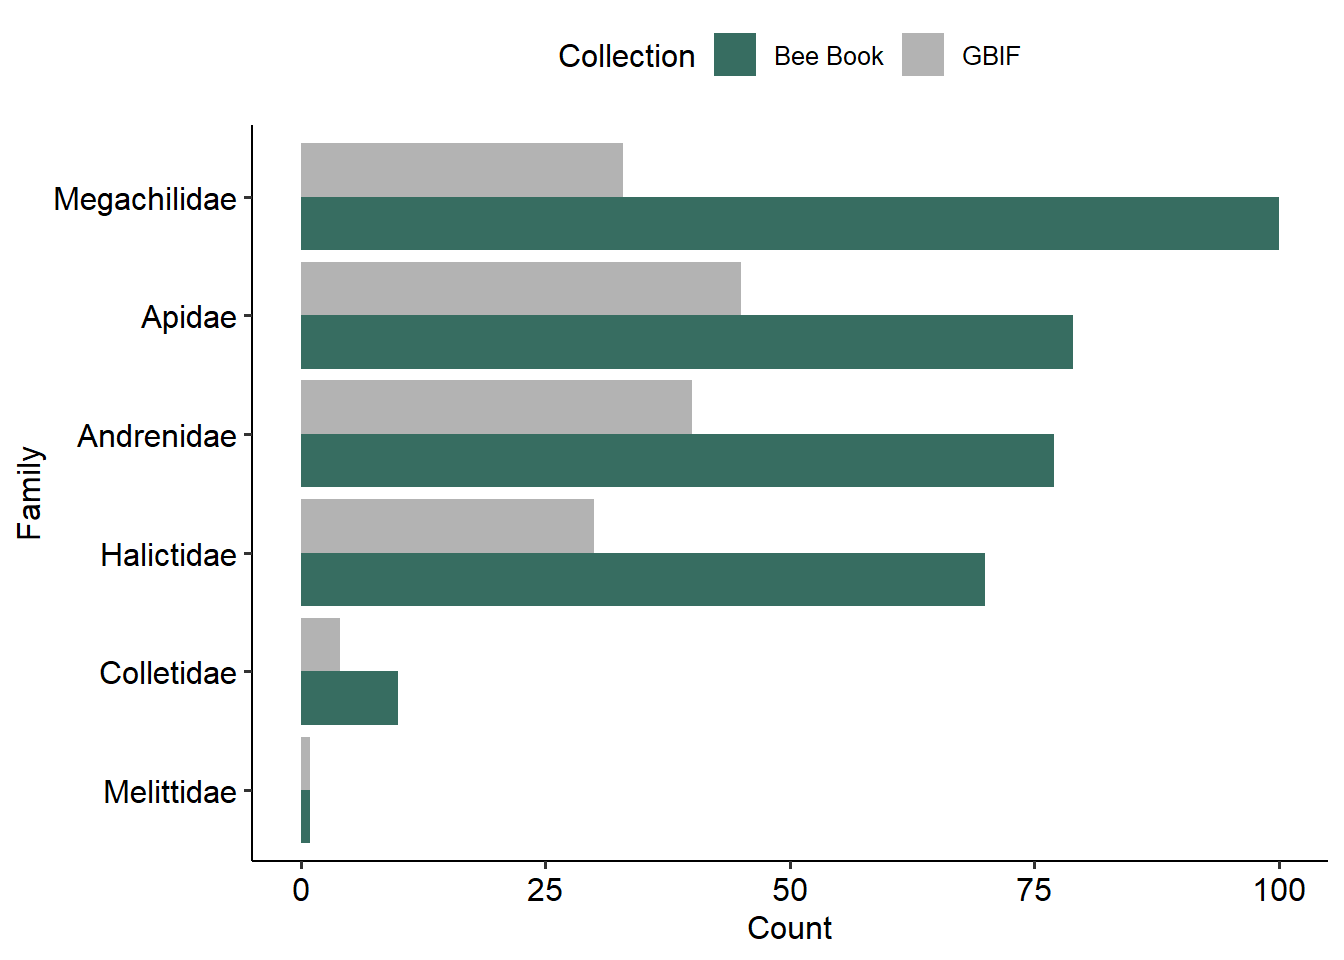 Collection Bee Book GBIF
Megachilidae
Apidae
Andrenidae
Halictidae
Colletidae
Melittidae
Family
0 25 50 75 100
Count